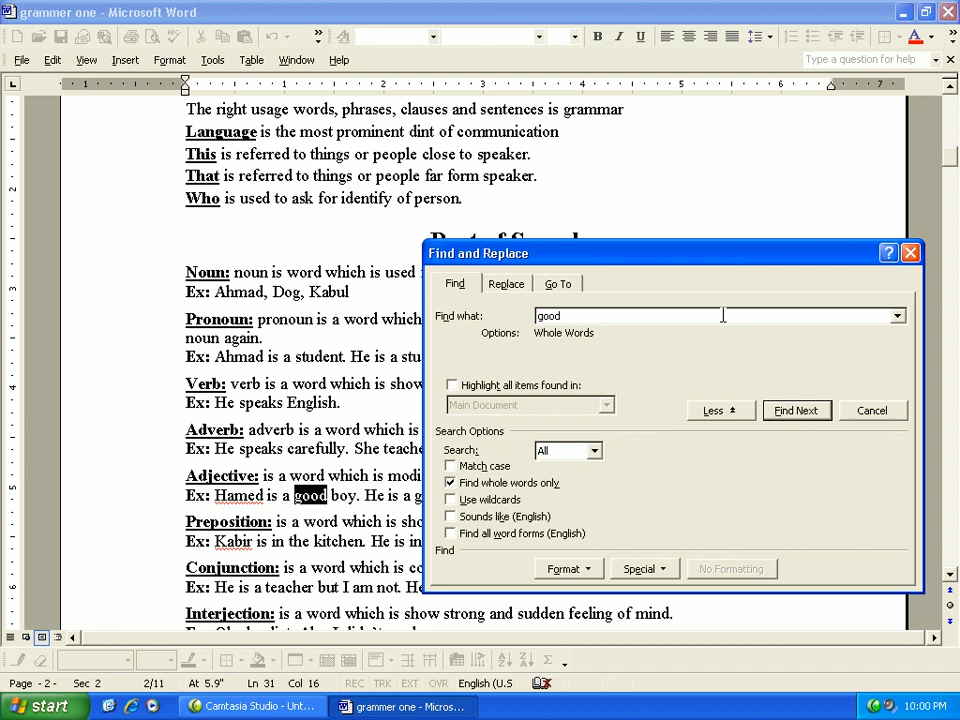 grammer one - Microsoft Word
File Edit View Insert Format Tools Table Window Help
Type a question for help
The right usage words, phrases, clauses and sentences is grammar
Language is the most prominent dint of communication
This is referred to things or people close to speaker.
That is referred to things or people far form speaker.
Who is used to ask for identify of person.
Noun: noun is word which is used
Ex: Ahmad, Dog, Kabul
Pronoun: pronoun is a word which
noun again.
Ex: Ahmad is a student. He is a stu
Verb: verb is a word which is show
Ex: He speaks English.
Adverb: adverb is a word which is
Ex: He speaks carefully. She teache
Adjective: is a word which is modi
Ex: Hamed is a good boy. He is a g
Preposition: is a word which is sho
Ex: Kabir is in the kitchen. He is in
Conjunction: is a word which is co
Ex: He is a teacher but I am not. He
Interjection: is a word which is show strong and sudden feeling of mind.
Find and Replace
Find Replace Go To
Find what: good
Options: Whole Words
Highlight all items found in:
Main Document
Less Find Next Cancel
Search Options
Search: All
Match case
Find whole words only
Use wildcards
Sounds like (English)
Find all word forms (English)
Find
Format Special No Formatting
Page - 2 - Sec 2 2/11 At 5.9" Ln 31 Col 16 REC TRK EXT OVR English (U.S
start Camtasia Studio - Unt... grammer one - Microso... 10:00 PM